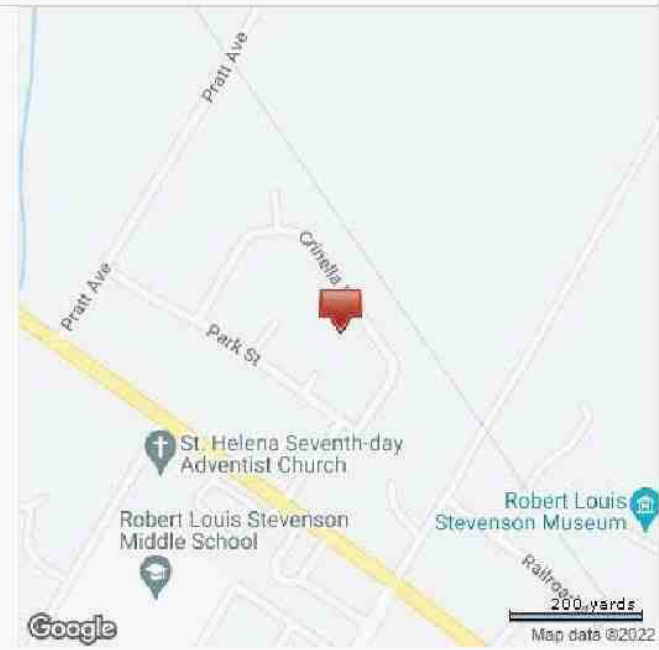 Pratt Ave
Crinella
Pratt Ave
Park St
St. Helena Seventh-day
Adventist Church
Robert Louis Stevenson
Middle School
Robert Louis
Stevenson Museum
Railroad
200 yards
Google
Map data ©2022